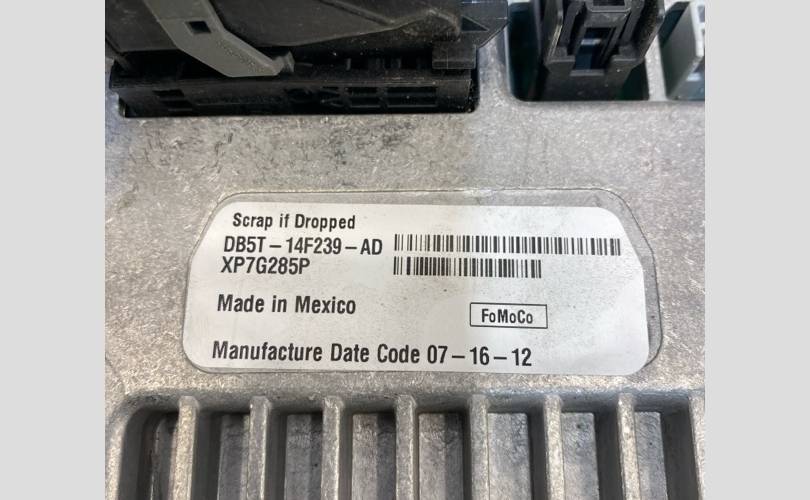 Scrap if Dropped
DB5T-14F239-AD
XP7G285P
Made in Mexico
FoMoCo
Manufacture Date Code 07-16-12